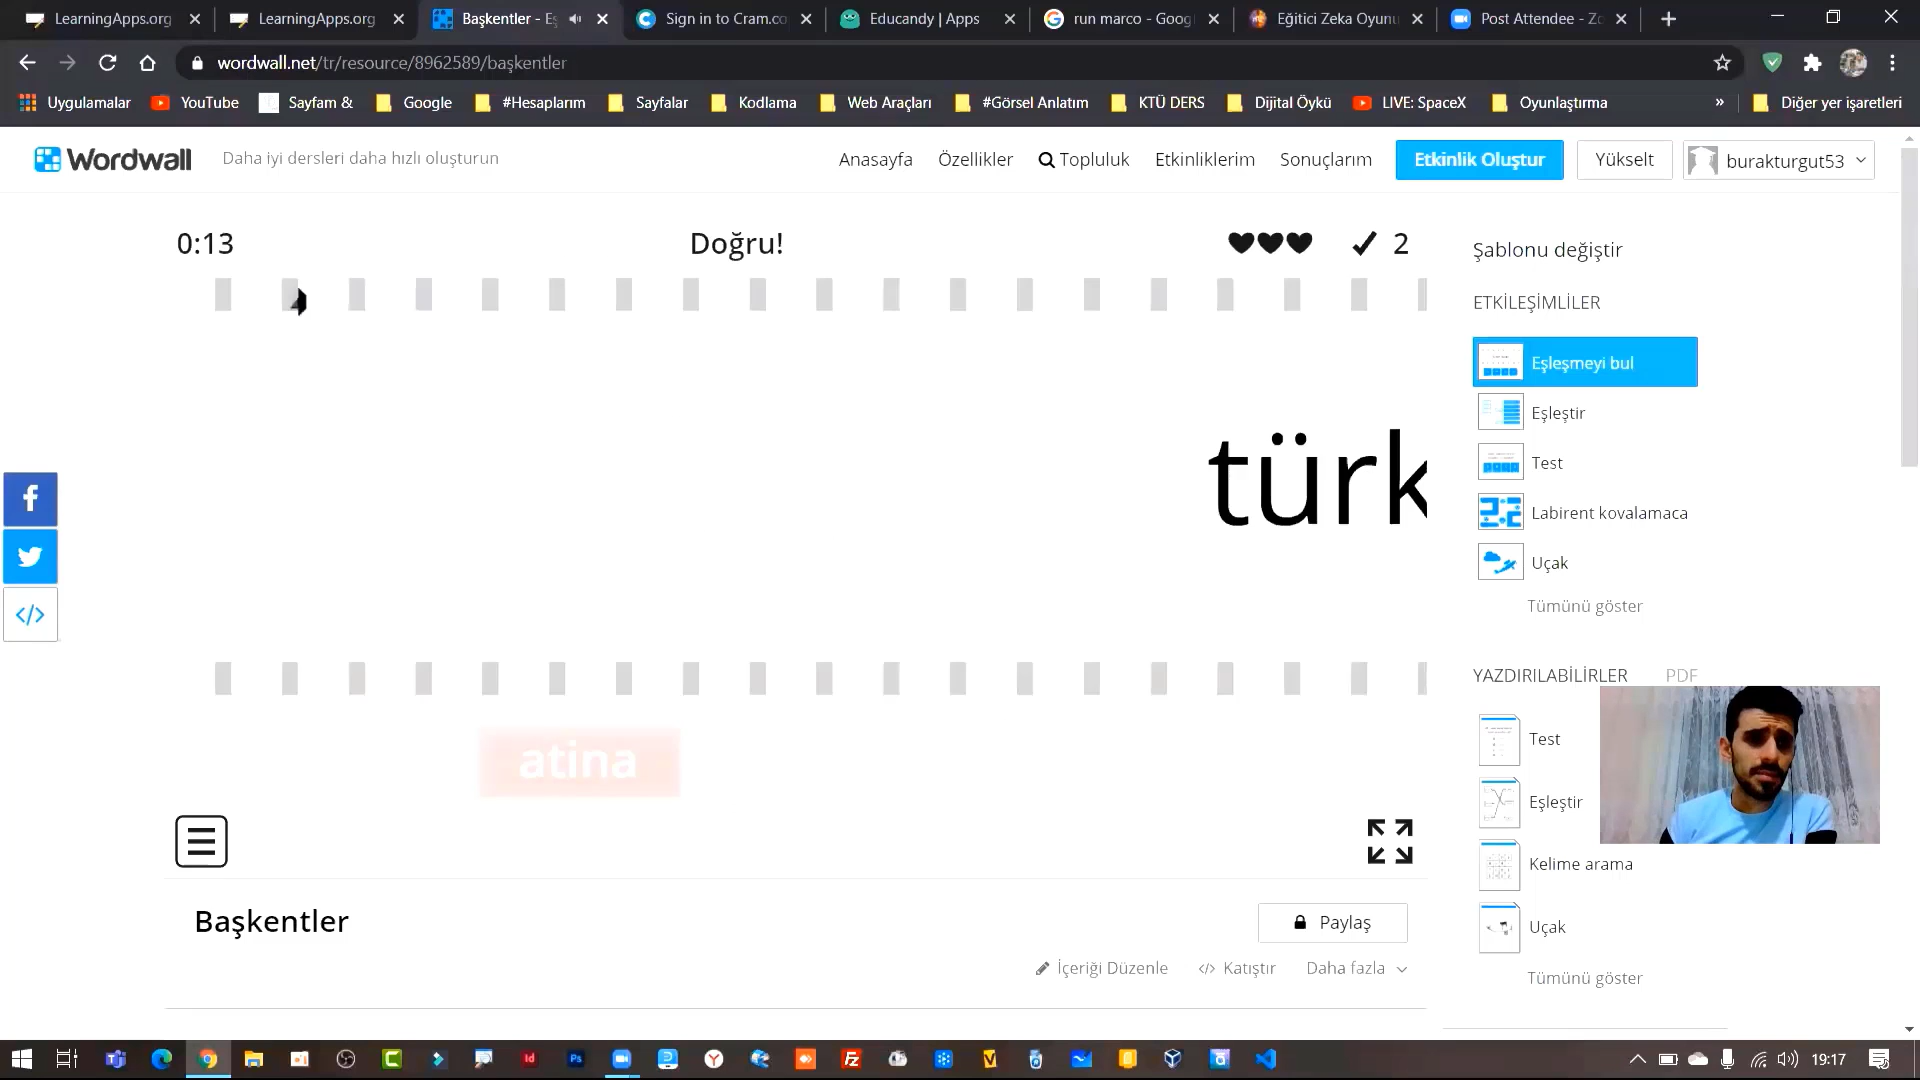 LearningApps.org
LearningApps.org
Başkentler - Eş
Sign in to Cram.co
Educandy | Apps
run marco - Goog
Eğitici Zeka Oyunu
Post Attendee - Zo
wordwall.net/tr/resource/8962589/başkentler
Uygulamalar
YouTube
Sayfam &
Google
#Hesaplarım
Sayfalar
Kodlama
Web Araçları
#Görsel Anlatım
KTÜ DERS
Dijital Öykü
LIVE: SpaceX
Oyunlaştırma
»
Diğer yer işaretleri
Wordwall
Daha iyi dersleri daha hızlı oluşturun
Anasayfa
Özellikler
Topluluk
Etkinliklerim
Sonuçlarım
Etkinlik Oluştur
Yükselt
burakturgut53
0:13
Doğru!
2
türk
atina
Şablonu değiştir
ETKİLEŞİMLİLER
Eşleşmeyi bul
Eşleştir
Test
Labirent kovalamaca
Uçak
Tümünü göster
YAZDIRILABİLİRLER PDF
Test
Eşleştir
Kelime arama
Uçak
Tümünü göster
Başkentler
Paylaş
İçeriği Düzenle
</> Katıştır
Daha fazla
19:17